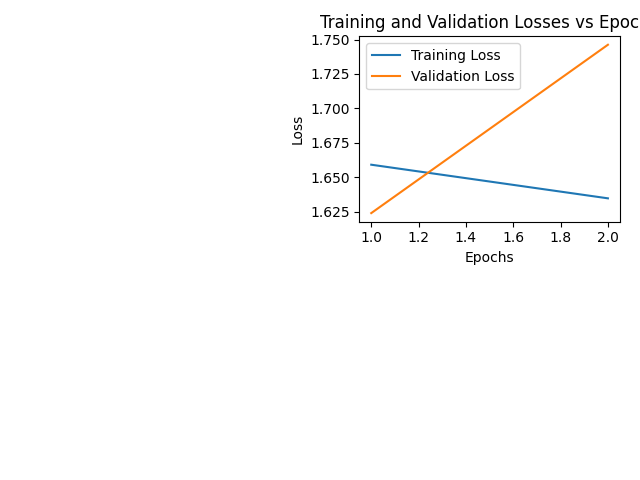 Training and Validation Losses vs Epoc
1.750
1.725
1.700
1.675
1.650
1.625
Loss
Training Loss
Validation Loss
1.0 1.2 1.4 1.6 1.8 2.0
Epochs